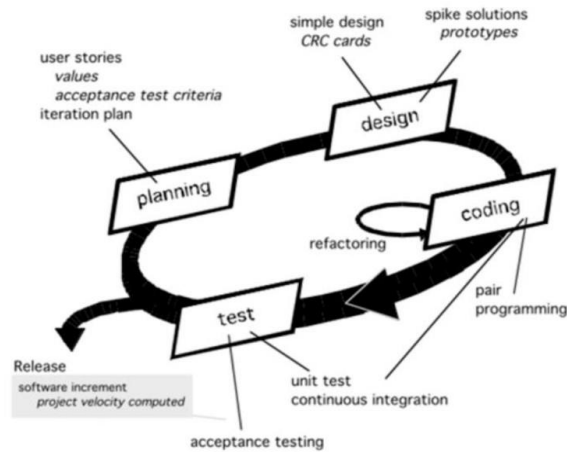 simple design
CRC cards
spike solutions
prototypes
user stories
values
acceptance test criteria
iteration plan
design
planning
coding
refactoring
test
pair
programming
Release
software increment
project velocity computed
unit test
continuous integration
acceptance testing